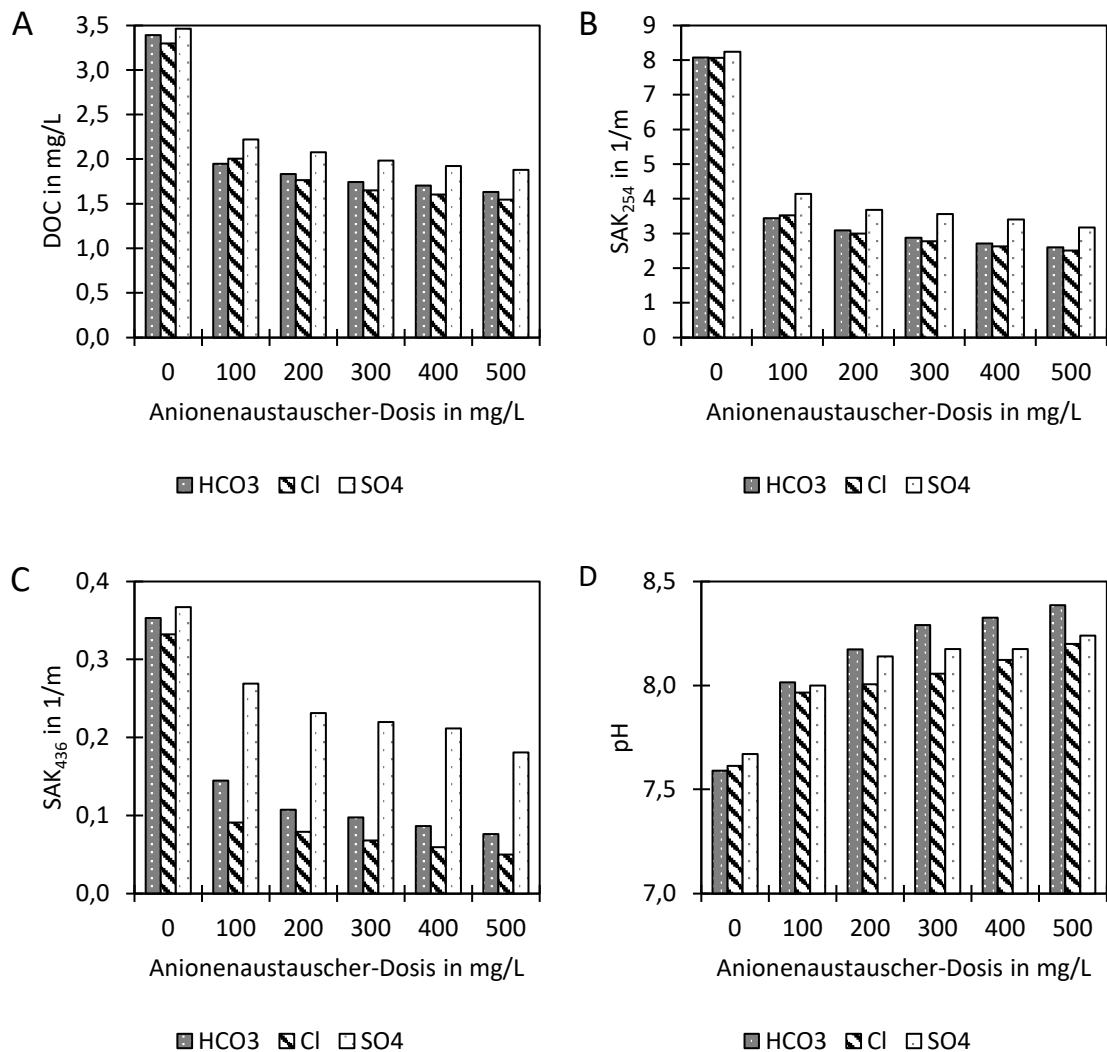 A
DOC in mg/L
3,5
3,0
2,5
2,0
1,5
1,0
0,5
0,0
0 100 200 300 400 500
Anionenaustauscher-Dosis in mg/L
HCO3 Cl SO4
B
SAK254 in 1/m
9
8
7
6
5
4
3
2
1
0
0 100 200 300 400 500
Anionenaustauscher-Dosis in mg/L
HCO3 Cl SO4
C
SAK436 in 1/m
0,4
0,3
0,2
0,1
0,0
0 100 200 300 400 500
Anionenaustauscher-Dosis in mg/L
HCO3 Cl SO4
D
pH
8,5
8,0
7,5
7,0
0 100 200 300 400 500
Anionenaustauscher-Dosis in mg/L
HCO3 Cl SO4